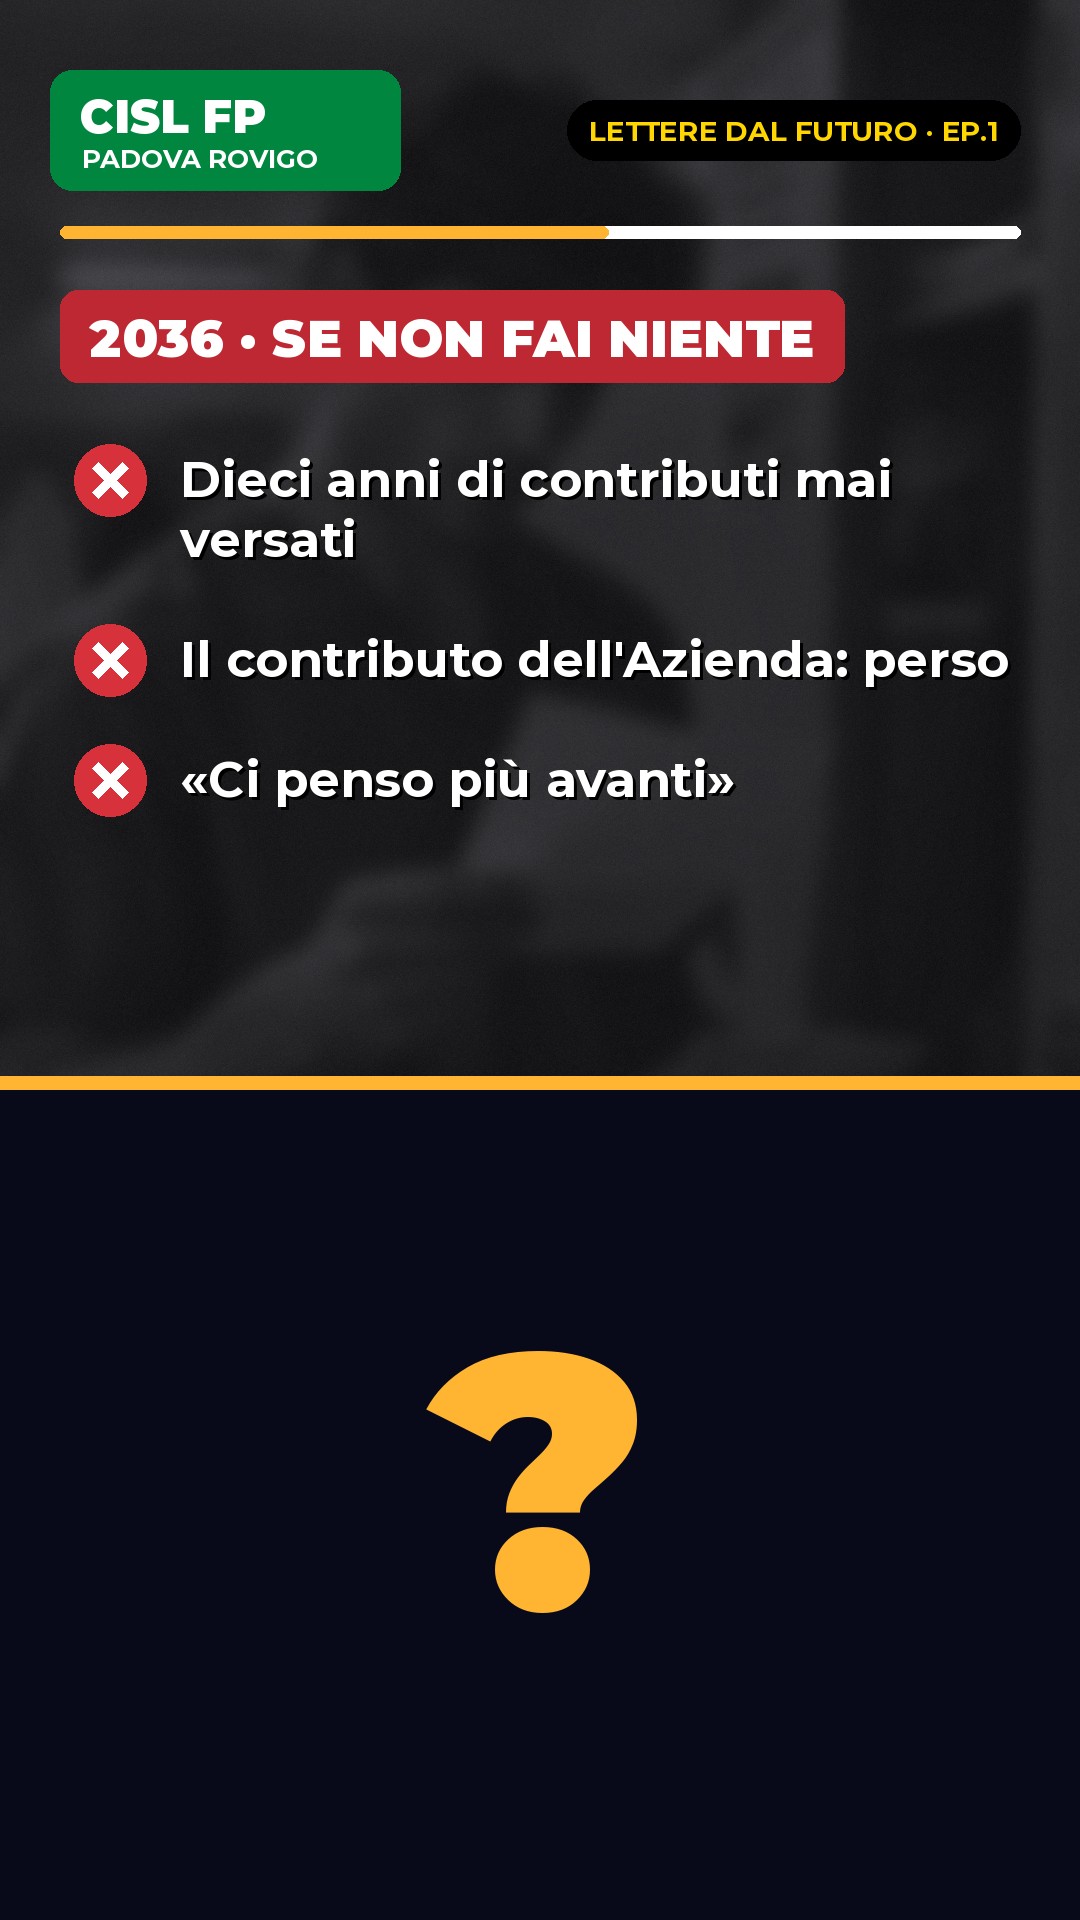 CISL FP
PADOVA ROVIGO
LETTERE DAL FUTURO · EP.1
2036 • SE NON FAI NIENTE
Dieci anni di contributi mai
versati
Il contributo dell'Azienda: perso
«Ci penso più avanti»
?